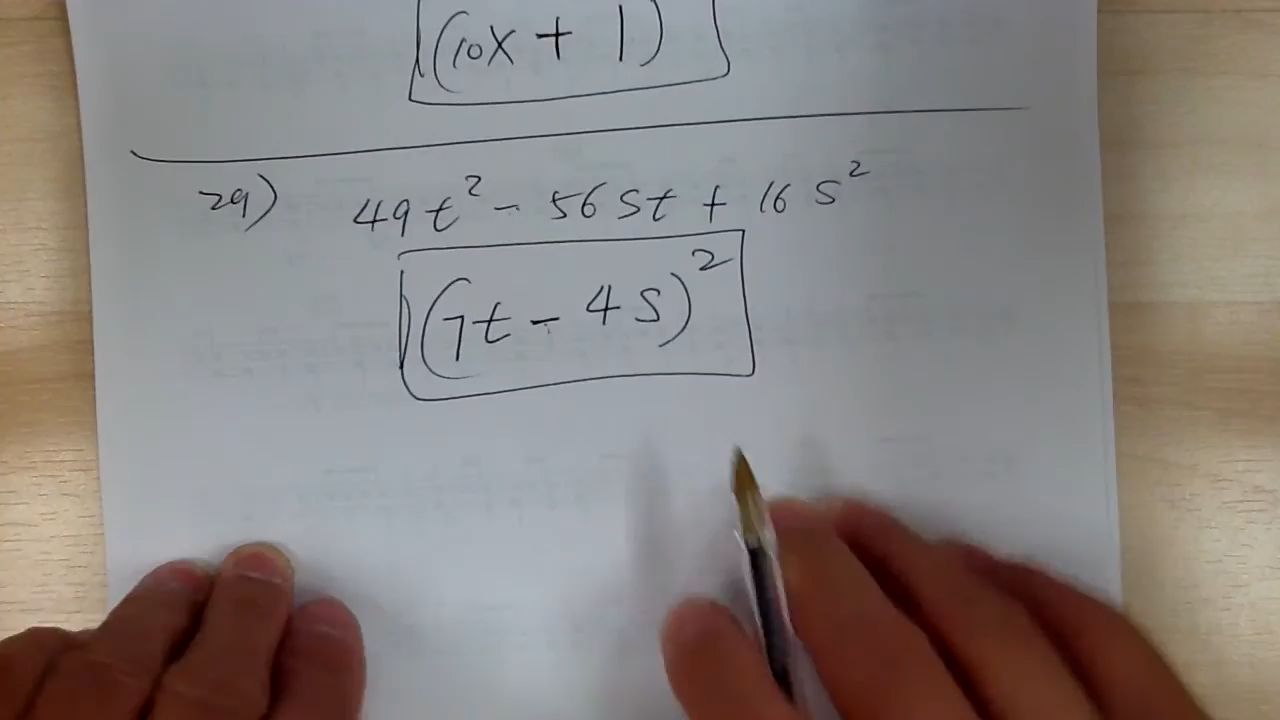 (10x + 1)
29) 49t² - 56st + 16s²
(7t - 4s)²